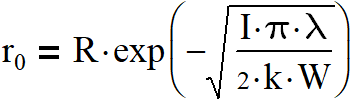 r₀ = R·exp(−√(I·π·λ / 2·k·W))